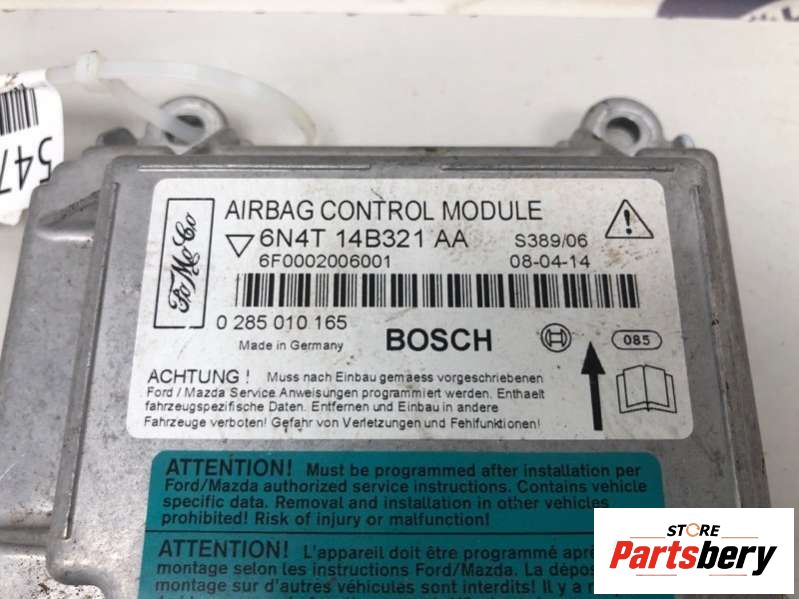 547
FoMoCo
AIRBAG CONTROL MODULE
6N4T 14B321 AA
S389/06
6F0002006001
08-04-14
0 285 010 165
Made in Germany
BOSCH
085
ACHTUNG ! Muss nach Einbau gemaess vorgeschriebenen
Ford / Mazda Service Anweisungen programmiert werden. Enthaelt
fahrzeugspezifische Daten. Entfernen und Einbau in andere
Fahrzeuge verboten! Gefahr von Verletzungen und Fehlfunktionen!
ATTENTION! Must be programmed after installation per
Ford/Mazda authorized service instructions. Contains vehicle
specific data. Removal and installation in other vehicles
prohibited! Risk of injury or malfunction!
ATTENTION! L'appareil doit être programmé aprè
montage selon les instructions Ford/Mazda. La dépos
montage sur d'autres véhicules sont interdits! Il y a
STORE
Partsbery